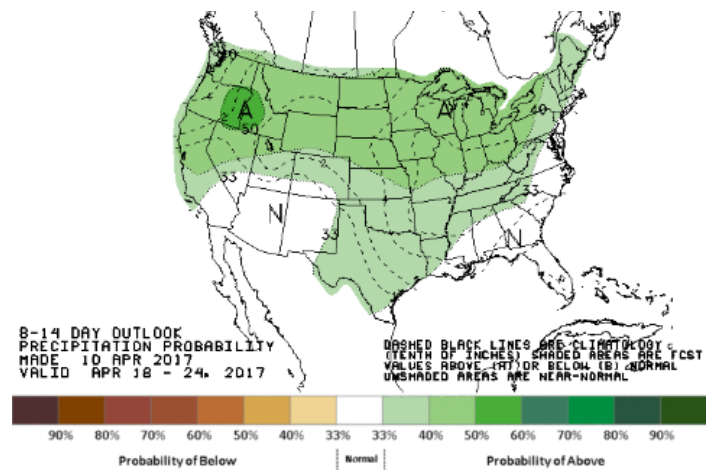 40
A
50
A
40
33
N
33
33
N
8-14 DAY OUTLOOK
PRECIPITATION PROBABILITY
MADE 10 APR 2017
VALID APR 18 - 24, 2017
DASHED BLACK LINES ARE CLIMATOLOGY
(TENTH OF INCHES) SHADED AREAS ARE FCST
VALUES ABOVE (A) OR BELOW (B) NORMAL
UNSHADED AREAS ARE NEAR-NORMAL
90% 80% 70% 60% 50% 40% 33% 33% 40% 50% 60% 70% 80% 90%
Probability of Below Normal Probability of Above